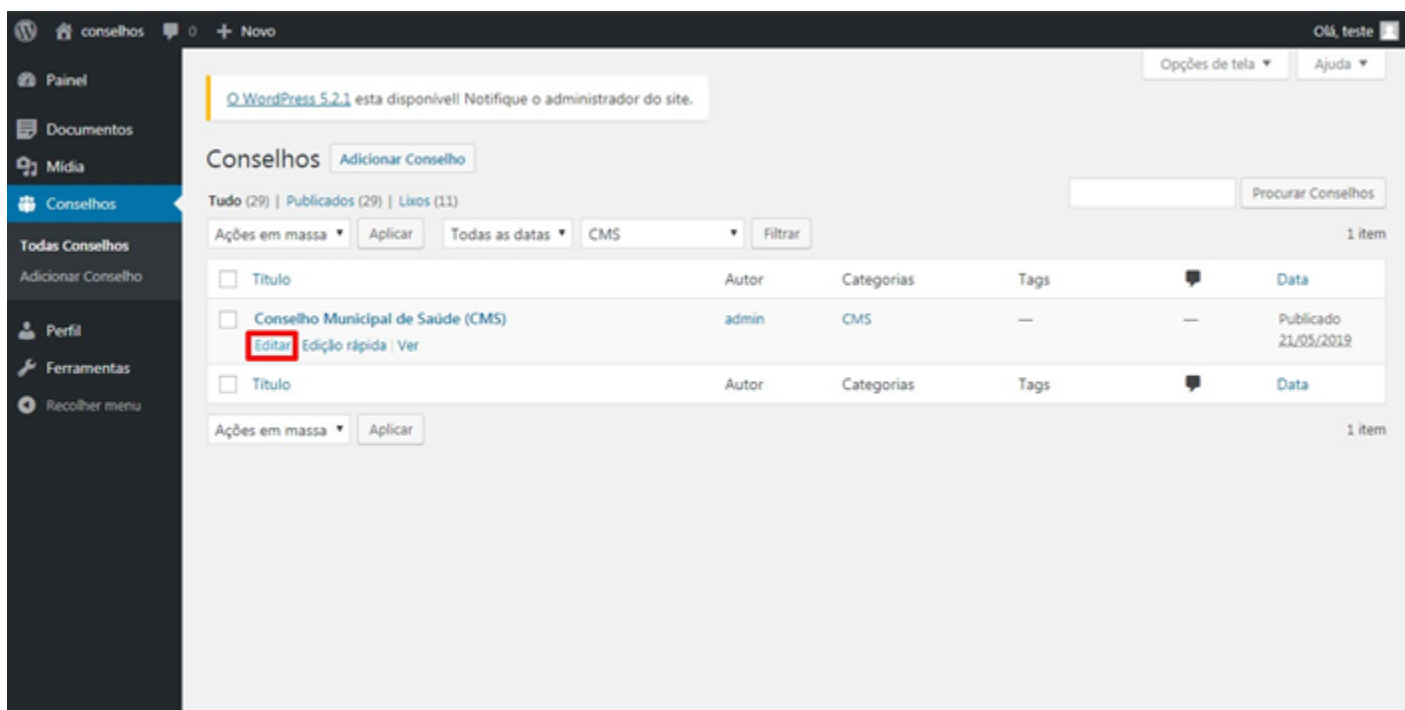 conselhos 0 + Novo Olá, teste
Opções de tela ▼ Ajuda ▼
Painel
O WordPress 5.2.1 esta disponível! Notifique o administrador do site.
Documentos
Mídia
Conselhos Adicionar Conselho
Conselhos
Tudo (29) | Publicados (29) | Lixos (11) Procurar Conselhos
Ações em massa ▼ Aplicar Todas as datas ▼ CMS ▼ Filtrar 1 item
Todas Conselhos
Adicionar Conselho
Título Autor Categorias Tags Data
Conselho Municipal de Saúde (CMS) admin CMS — — Publicado
21/05/2019
Editar Edição rápida | Ver
Perfil
Ferramentas
Título Autor Categorias Tags Data
Recolher menu
Ações em massa ▼ Aplicar 1 item